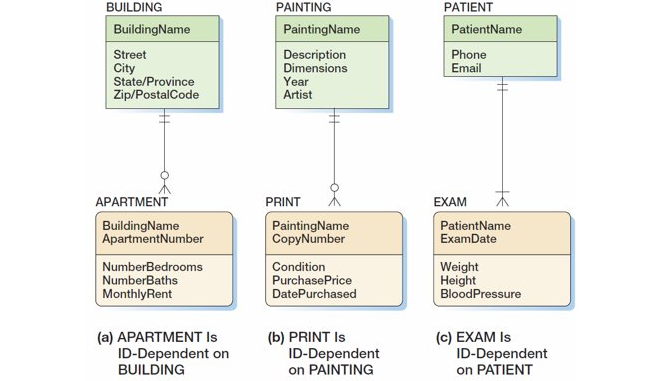 BUILDING
BuildingName
Street
City
State/Province
Zip/PostalCode
APARTMENT
BuildingName
ApartmentNumber
NumberBedrooms
NumberBaths
MonthlyRent
(a) APARTMENT Is
ID-Dependent on
BUILDING
PAINTING
PaintingName
Description
Dimensions
Year
Artist
PRINT
PaintingName
CopyNumber
Condition
PurchasePrice
DatePurchased
(b) PRINT Is
ID-Dependent
on PAINTING
PATIENT
PatientName
Phone
Email
EXAM
PatientName
ExamDate
Weight
Height
BloodPressure
(c) EXAM Is
ID-Dependent
on PATIENT